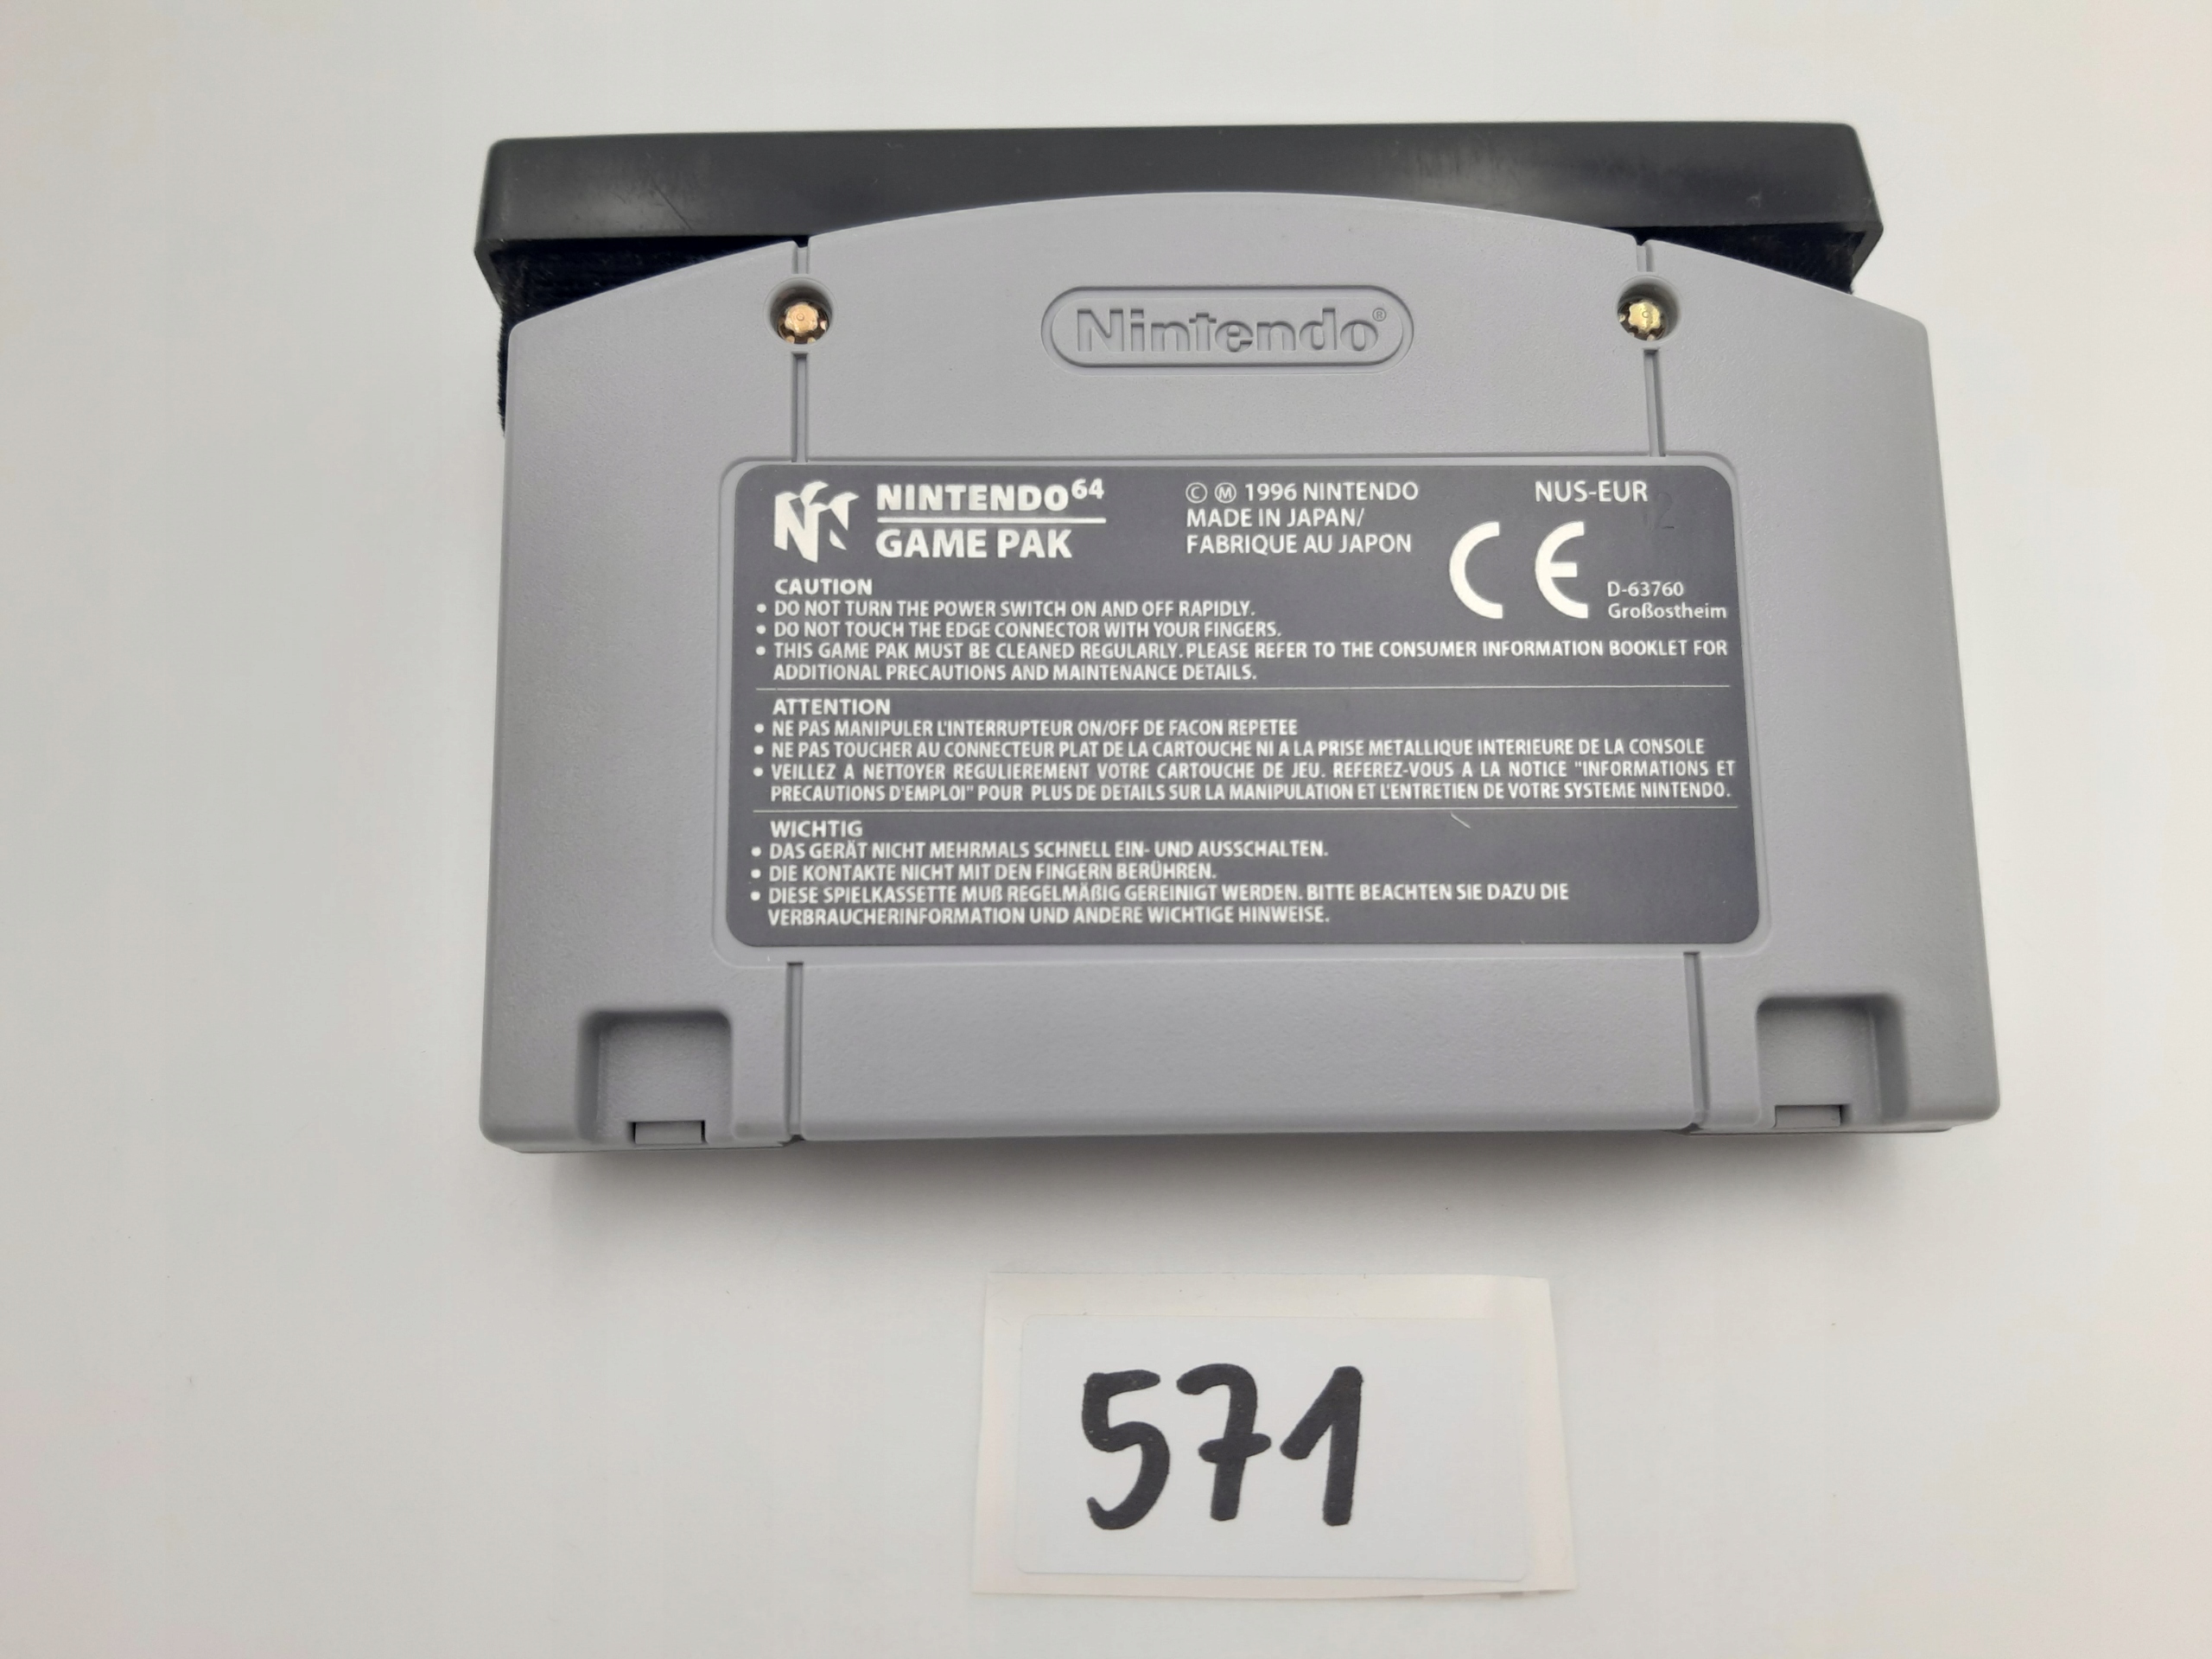 Nintendo®
NINTENDO 64
GAME PAK
© Ⓜ 1996 NINTENDO
MADE IN JAPAN/
FABRIQUE AU JAPON
NUS-EUR
2
CE
D-63760
Großostheim
CAUTION
• DO NOT TURN THE POWER SWITCH ON AND OFF RAPIDLY.
• DO NOT TOUCH THE EDGE CONNECTOR WITH YOUR FINGERS.
• THIS GAME PAK MUST BE CLEANED REGULARLY. PLEASE REFER TO THE CONSUMER INFORMATION BOOKLET FOR
ADDITIONAL PRECAUTIONS AND MAINTENANCE DETAILS.
ATTENTION
• NE PAS MANIPULER L'INTERRUPTEUR ON/OFF DE FACON REPETEE
• NE PAS TOUCHER AU CONNECTEUR PLAT DE LA CARTOUCHE NI A LA PRISE METALLIQUE INTERIEURE DE LA CONSOLE
• VEILLEZ A NETTOYER REGULIEREMENT VOTRE CARTOUCHE DE JEU. REFEREZ-VOUS A LA NOTICE "INFORMATIONS ET
PRECAUTIONS D'EMPLOI" POUR PLUS DE DETAILS SUR LA MANIPULATION ET L'ENTRETIEN DE VOTRE SYSTEME NINTENDO.
WICHTIG
• DAS GERÄT NICHT MEHRMALS SCHNELL EIN- UND AUSSCHALTEN.
• DIE KONTAKTE NICHT MIT DEN FINGERN BERÜHREN.
• DIESE SPIELKASSETTE MUß REGELMÄßIG GEREINIGT WERDEN. BITTE BEACHTEN SIE DAZU DIE
VERBRAUCHERINFORMATION UND ANDERE WICHTIGE HINWEISE.
571